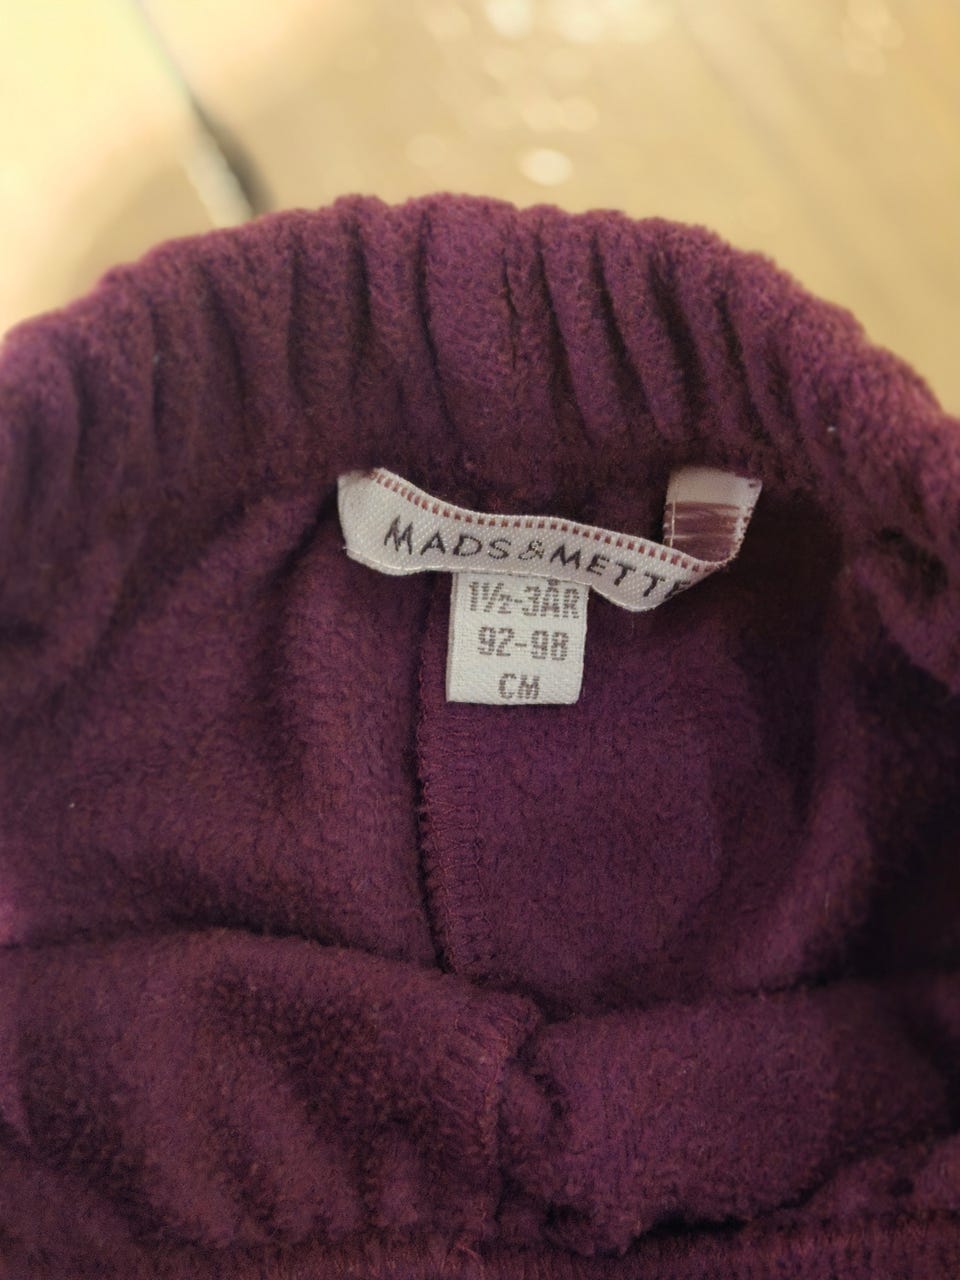 MADS & METTE
1½-3ÅR
92-98
CM